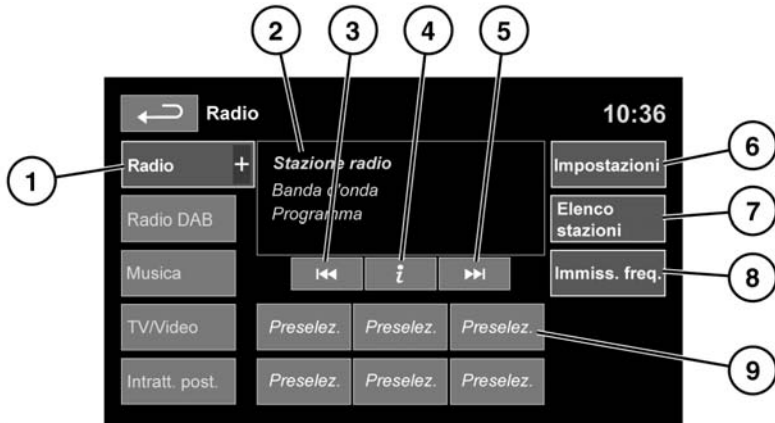 2 3 4 5
Radio 10:36
1 Radio + Stazione radio Impostazioni 6
Banda d'onda
Programma
Radio DAB Elenco
stazioni 7
Musica i Immiss. freq. 8
TV/Video Preselez. Preselez. Preselez. 9
Intratt. post. Preselez. Preselez. Preselez.